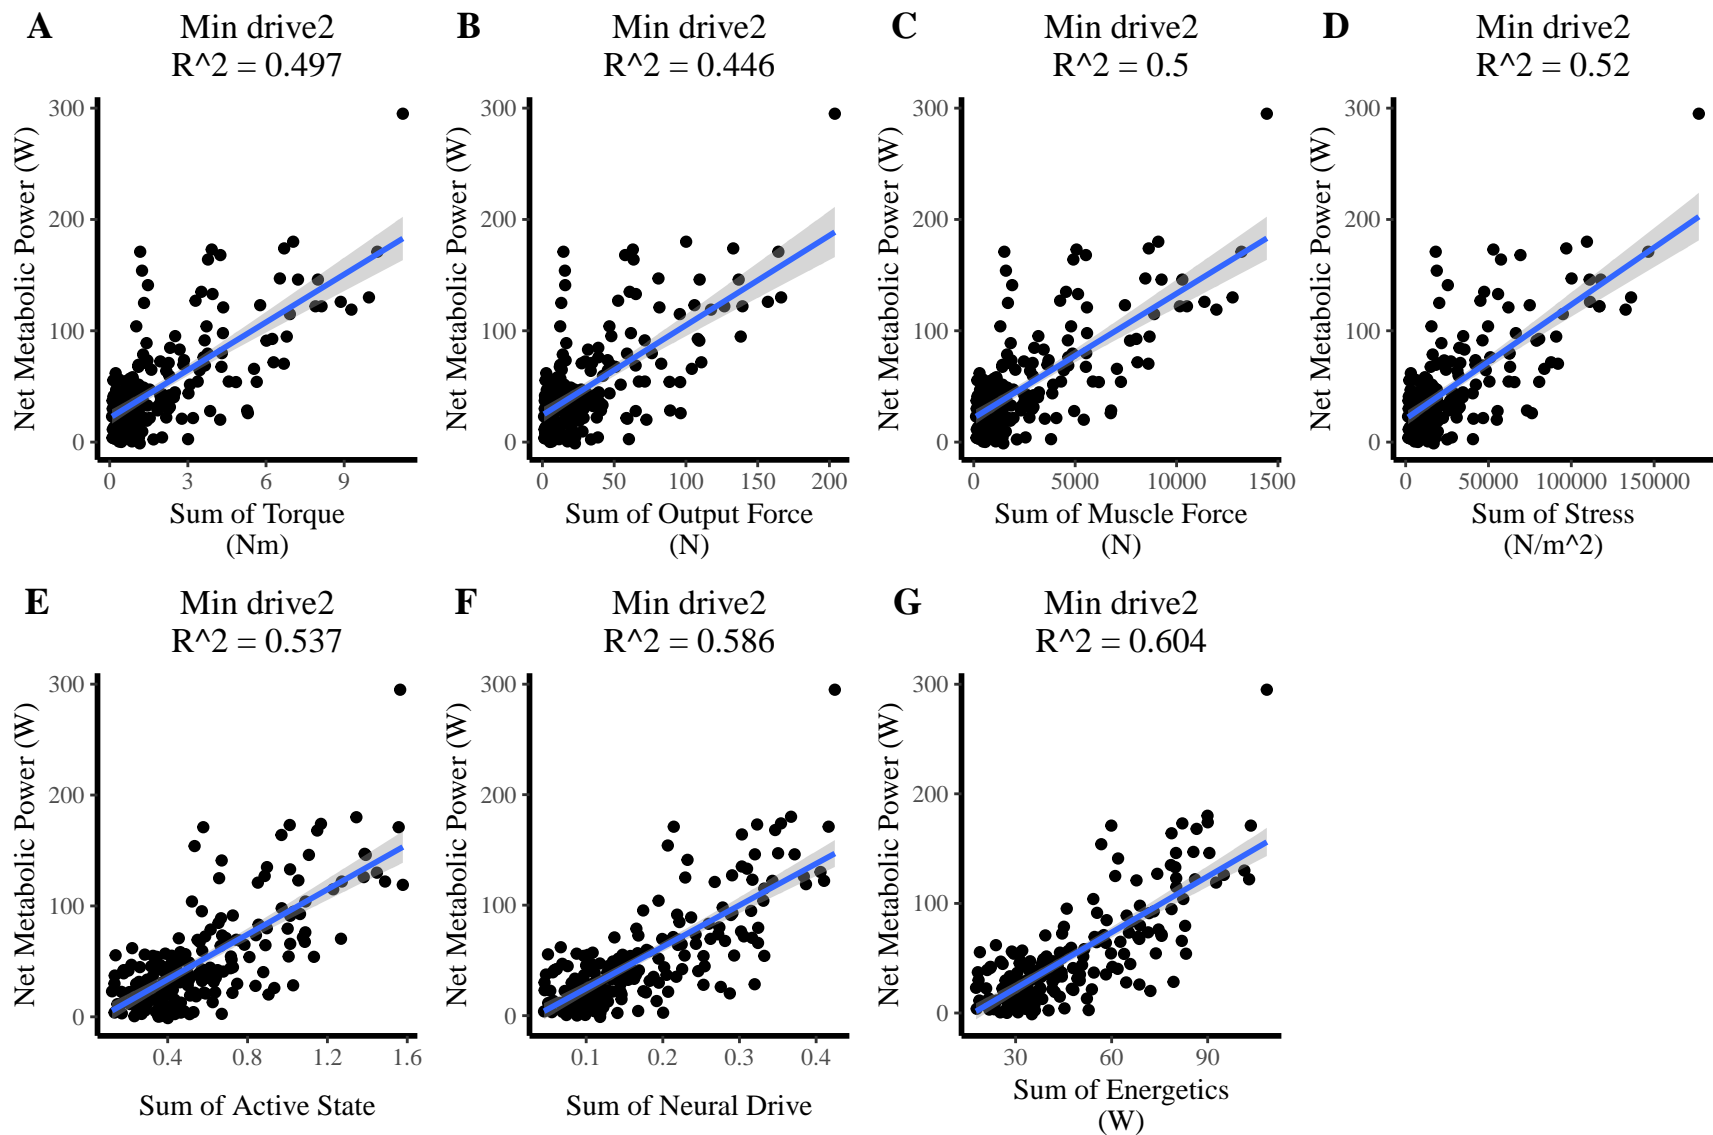 A
Min drive2
R^2 = 0.497
Net Metabolic Power (W)
300
200
100
0
0 3 6 9
Sum of Torque
(Nm)
B
Min drive2
R^2 = 0.446
Net Metabolic Power (W)
300
200
100
0
0 50 100 150 200
Sum of Output Force
(N)
C
Min drive2
R^2 = 0.5
Net Metabolic Power (W)
300
200
100
0
0 5000 10000 1500
Sum of Muscle Force
(N)
D
Min drive2
R^2 = 0.52
Net Metabolic Power (W)
300
200
100
0
0 50000 100000 150000
Sum of Stress
(N/m^2)
E
Min drive2
R^2 = 0.537
Net Metabolic Power (W)
300
200
100
0
0.4 0.8 1.2 1.6
Sum of Active State
F
Min drive2
R^2 = 0.586
Net Metabolic Power (W)
300
200
100
0
0.1 0.2 0.3 0.4
Sum of Neural Drive
G
Min drive2
R^2 = 0.604
Net Metabolic Power (W)
300
200
100
0
30 60 90
Sum of Energetics
(W)